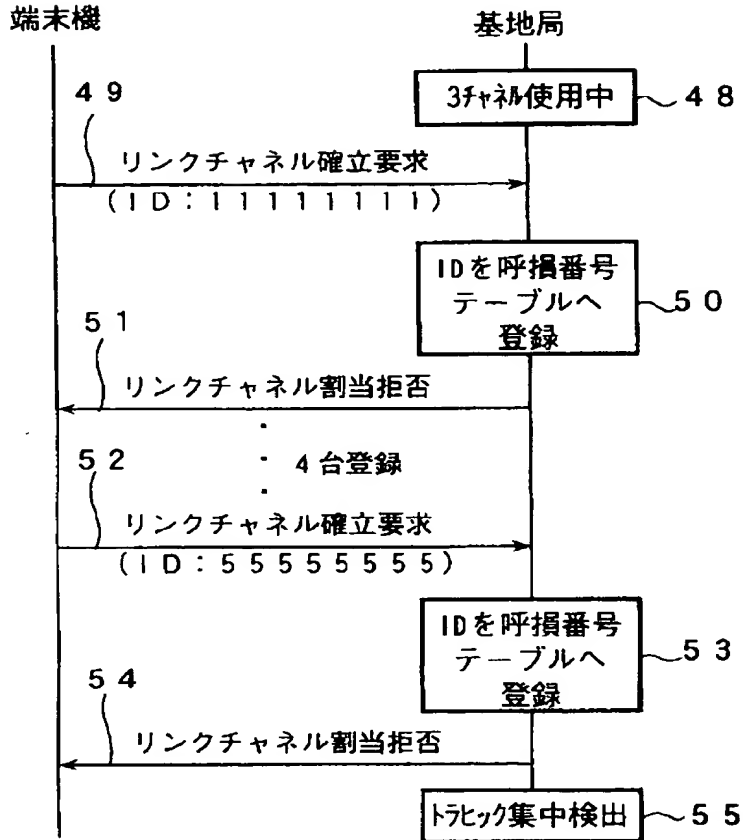 端末機
基地局
3チャネル使用中
48
49
リンクチャネル確立要求
(ID:11111111)
IDを呼損番号
テーブルへ
登録
50
51
リンクチャネル割当拒否
4台登録
52
リンクチャネル確立要求
(ID:55555555)
IDを呼損番号
テーブルへ
登録
53
54
リンクチャネル割当拒否
トラヒック集中検出
55